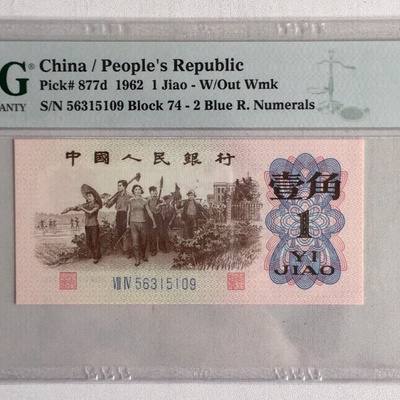 G® China / People's Republic
ANTY Pick# 877d 1962 1 Jiao - W/Out Wmk
S/N 56315109 Block 74 - 2 Blue R. Numerals
中國人民銀行
壹角
1
YI
JIAO
Ⅷ Ⅳ 56315109